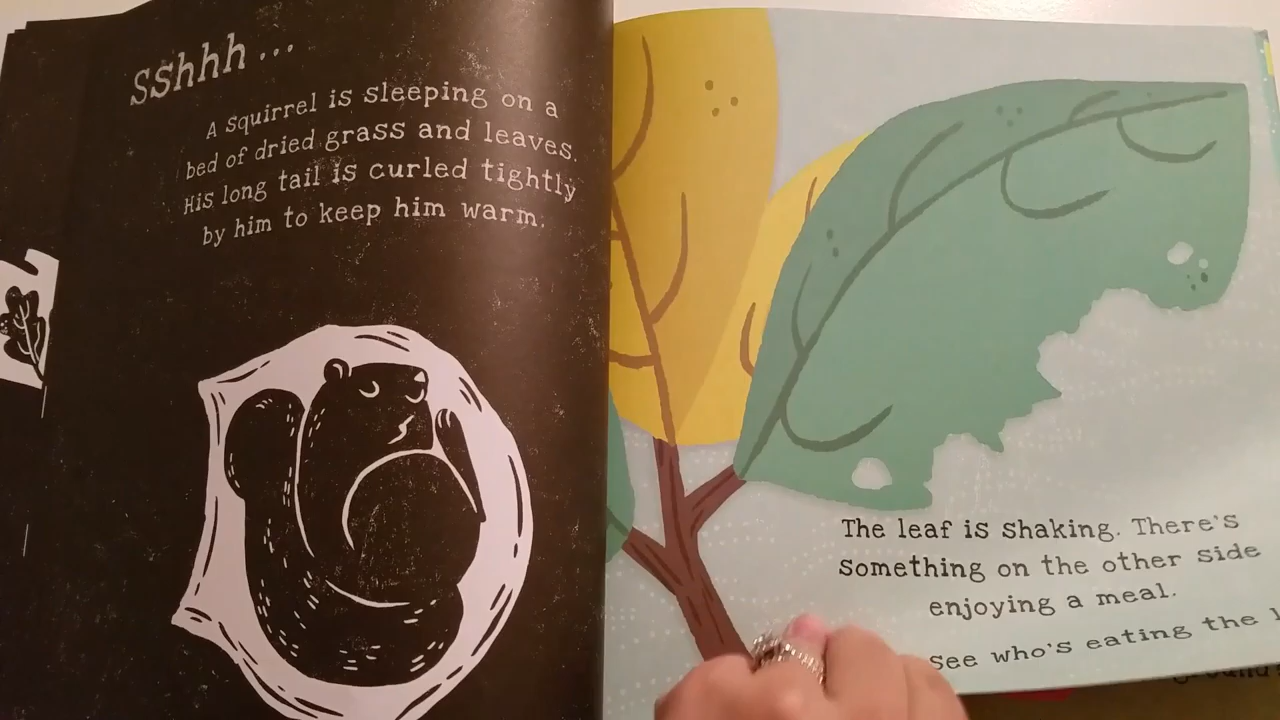 Sshhh...
A squirrel is sleeping on a
bed of dried grass and leaves.
His long tail is curled tightly
by him to keep him warm.
The leaf is shaking. There's
something on the other side
enjoying a meal.
See who's eating the